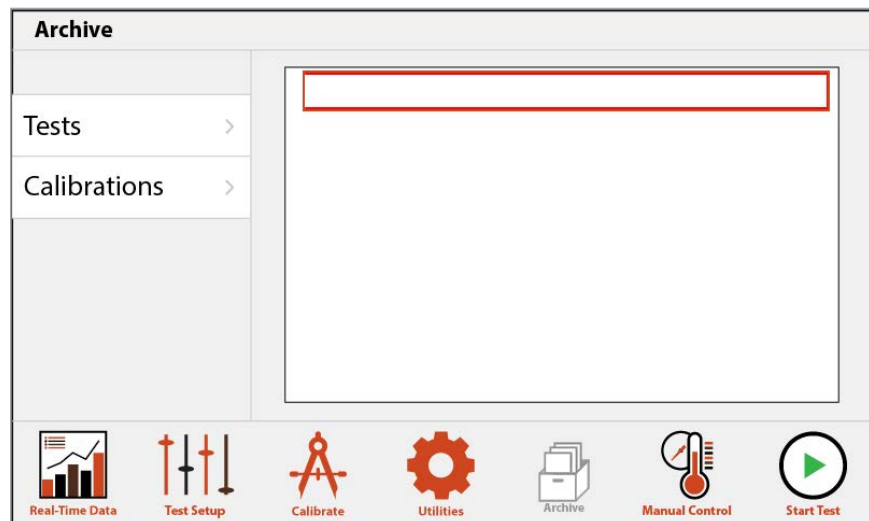 Archive
Tests
Calibrations
Real-Time Data
Test Setup
Calibrate
Utilities
Archive
Manual Control
Start Test